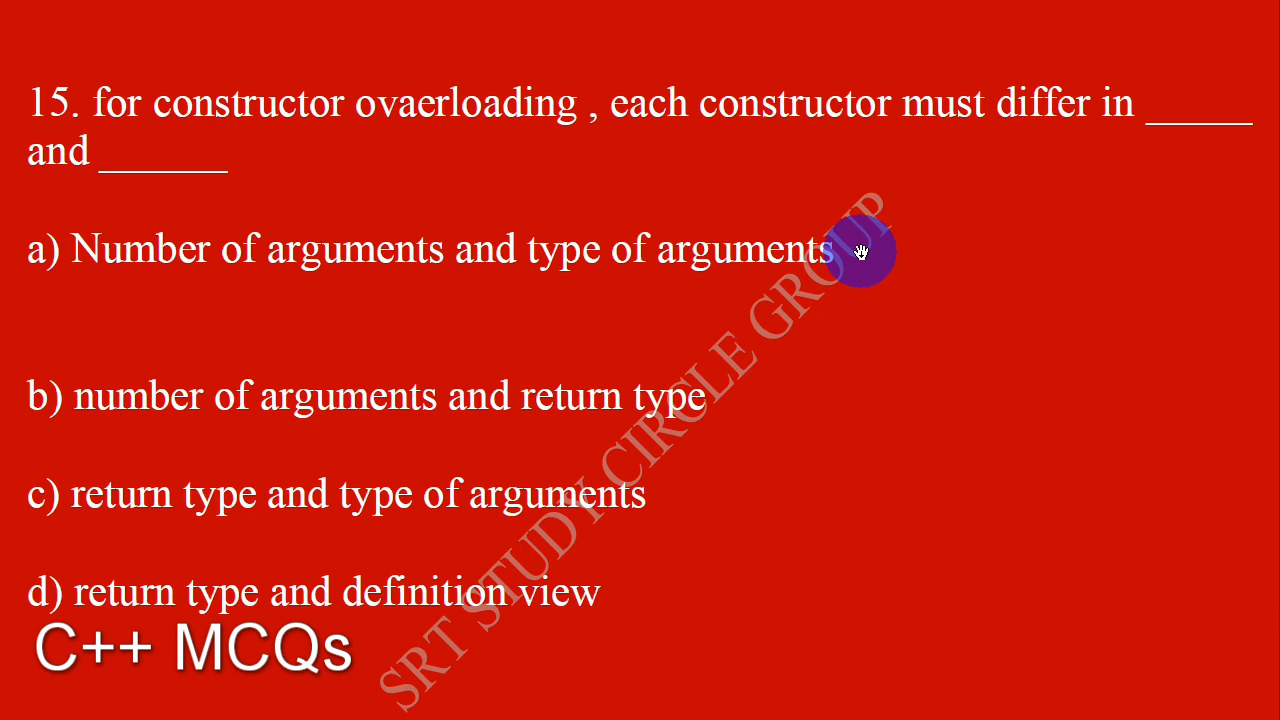 15. for constructor ovaerloading , each constructor must differ in _____
and ______
a) Number of arguments and type of arguments
b) number of arguments and return type
c) return type and type of arguments
d) return type and definition view
C++ MCQs
SRT STUDY CIRCLE GROUP